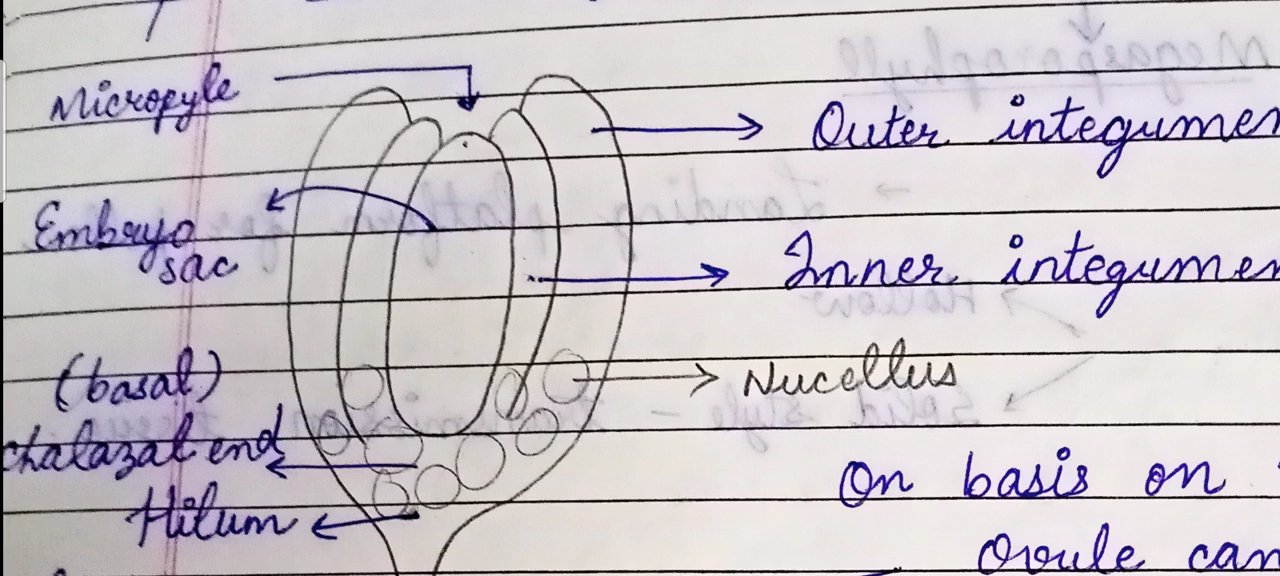 Micropyle
Outer integumen
Embryo
sac
Inner integumen
(basal)
Nucellus
chalazal end
Hilum
On basis on
Ovule can